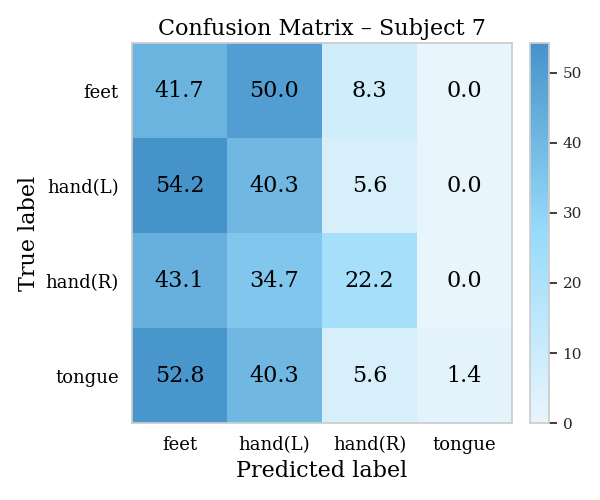 Confusion Matrix – Subject 7
True label
feet 41.7 50.0 8.3 0.0
hand(L) 54.2 40.3 5.6 0.0
hand(R) 43.1 34.7 22.2 0.0
tongue 52.8 40.3 5.6 1.4
feet hand(L) hand(R) tongue
Predicted label
50
40
30
20
10
0